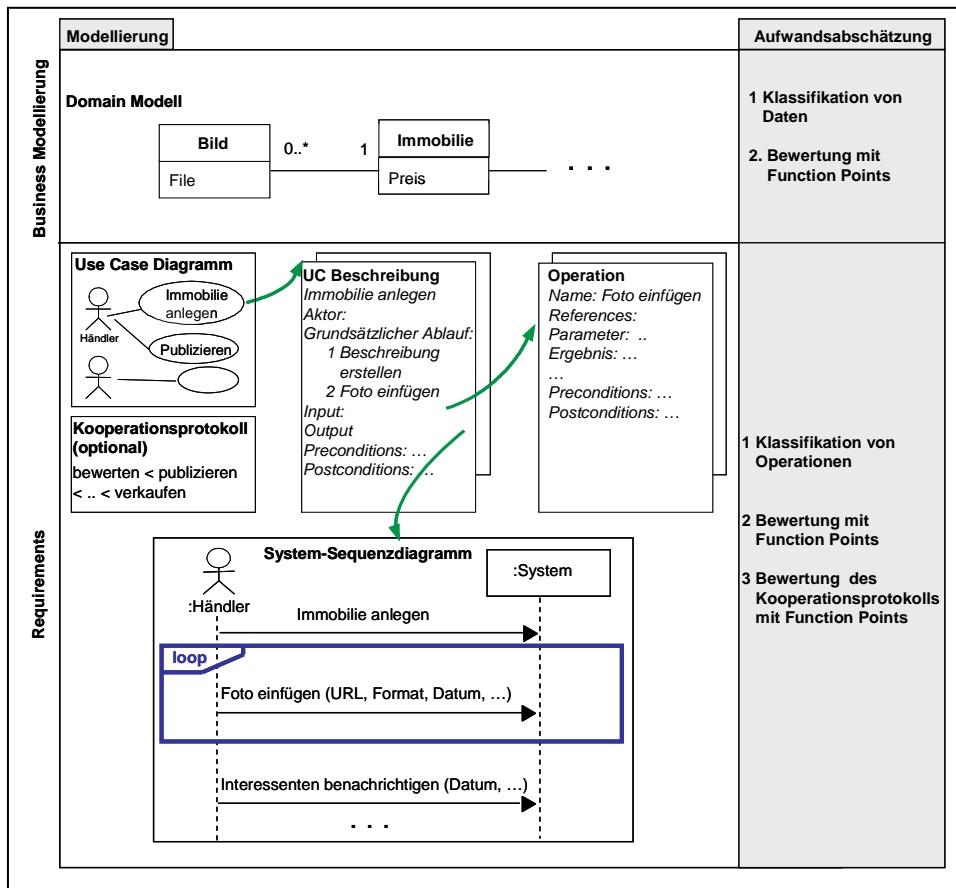 Modellierung
Aufwandsabschätzung
Business Modellierung
Domain Modell
Bild
File
0..*
1
Immobilie
Preis
. . .
1 Klassifikation von
Daten
2. Bewertung mit
Function Points
Requirements
Use Case Diagramm
Immobilie
anlegen
Händler
Publizieren
Kooperationsprotokoll
(optional)
bewerten < publizieren
< .. < verkaufen
UC Beschreibung
Immobilie anlegen
Aktor:
Grundsätzlicher Ablauf:
1 Beschreibung
erstellen
2 Foto einfügen
Input:
Output
Preconditions: …
Postconditions: …
Operation
Name: Foto einfügen
References:
Parameter: ..
Ergebnis: …
…
Preconditions: …
Postconditions: …
1 Klassifikation von
Operationen
2 Bewertung mit
Function Points
3 Bewertung des
Kooperationsprotokolls
mit Function Points
System-Sequenzdiagramm
:Händler
:System
Immobilie anlegen
loop
Foto einfügen (URL, Format, Datum, …)
Interessenten benachrichtigen (Datum, …)
. . .